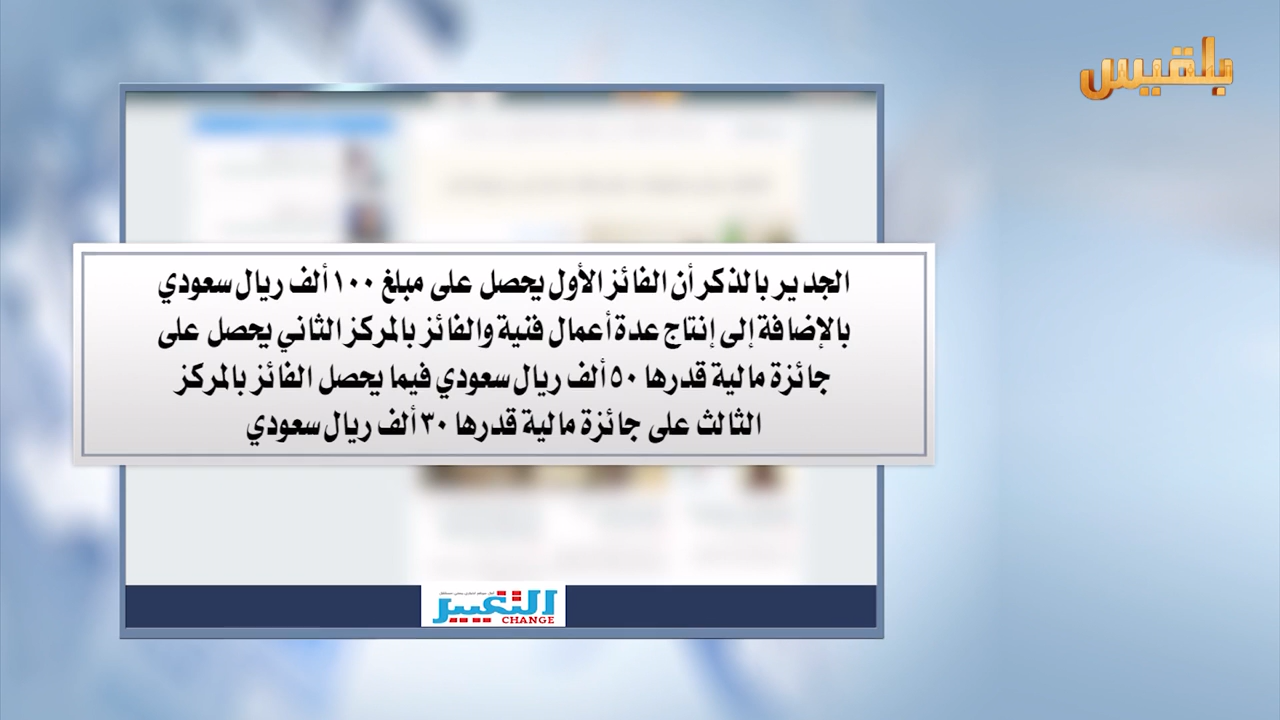 بلقيس
الجدير بالذكر أن الفائز الأول يحصل على مبلغ ١٠٠ ألف ريال سعودي
بالإضافة إلى إنتاج عدة أعمال فنية والفائز بالمركز الثاني يحصل على
جائزة مالية قدرها ٥٠ ألف ريال سعودي فيما يحصل الفائز بالمركز
الثالث على جائزة مالية قدرها ٣٠ ألف ريال سعودي
التغيير
CHANGE